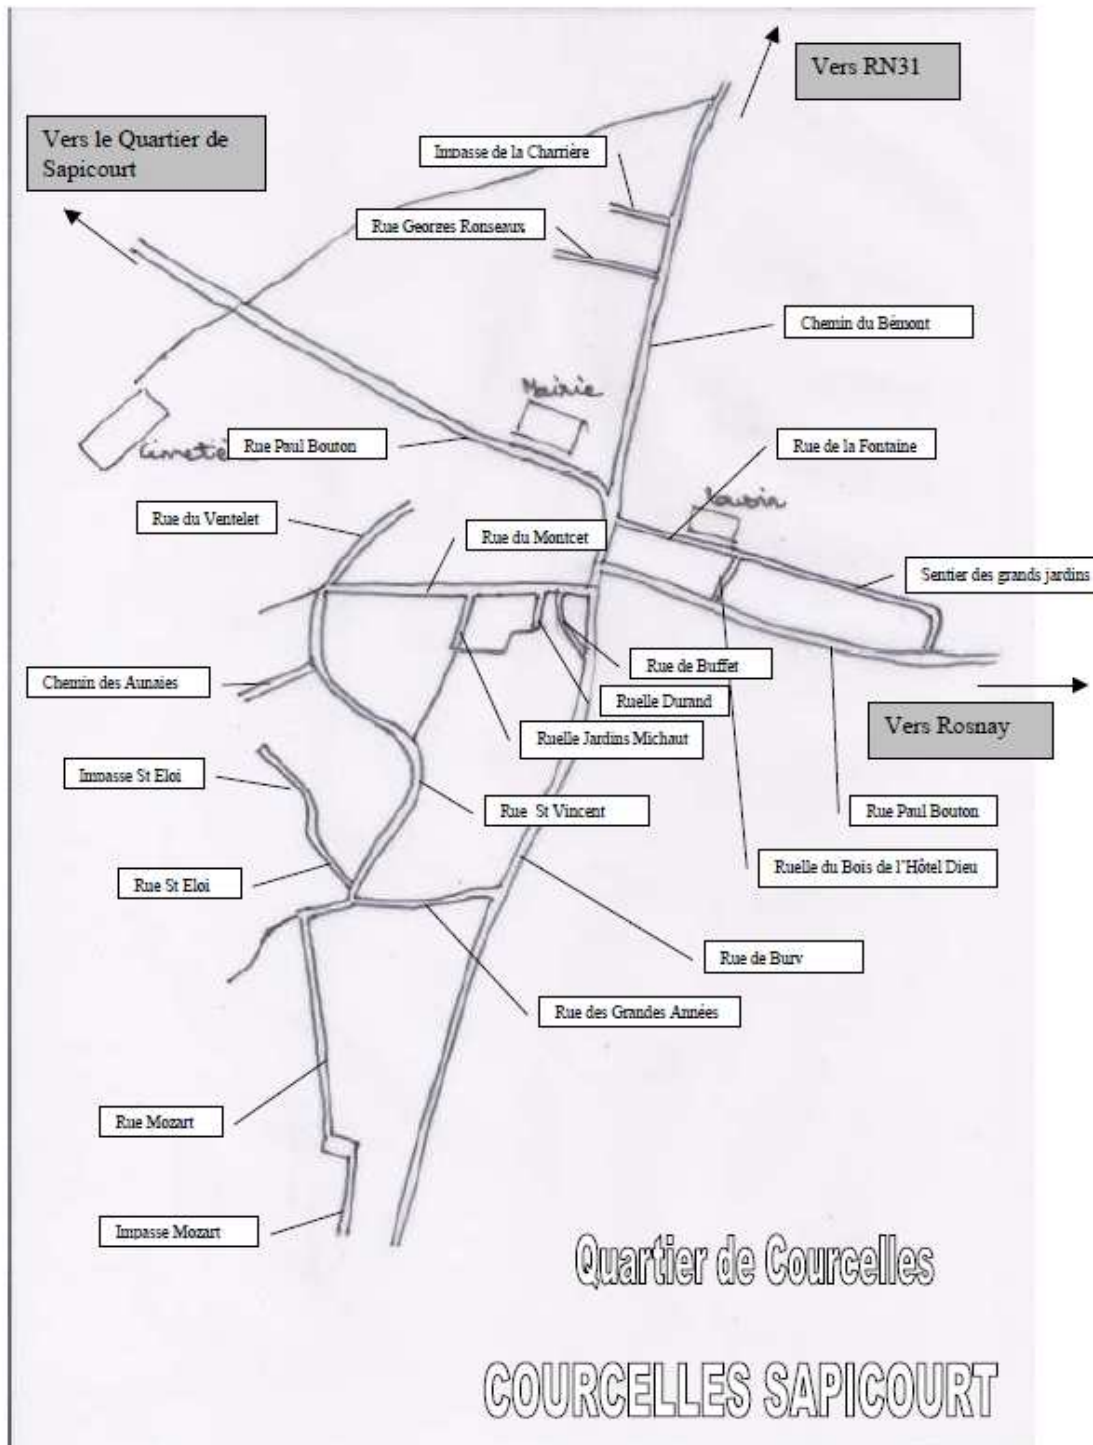 Vers RN31
Vers le Quartier de
Sapicourt
Impasse de la Charrière
Rue Georges Ronseaux
Chemin du Bémont
Mairie
Rue Paul Bouton
Cimetière
Rue de la Fontaine
Lavoir
Rue du Ventelet
Rue du Montcet
Sentier des grands jardins
Rue de Buffet
Chemin des Aunaies
Ruelle Durand
Vers Rosnay
Ruelle Jardins Michaut
Impasse St Eloi
Rue St Vincent
Rue Paul Bouton
Ruelle du Bois de l'Hôtel Dieu
Rue St Eloi
Rue de Bury
Rue des Grandes Années
Rue Mozart
Impasse Mozart
Quartier de Courcelles
COURCELLES SAPICOURT